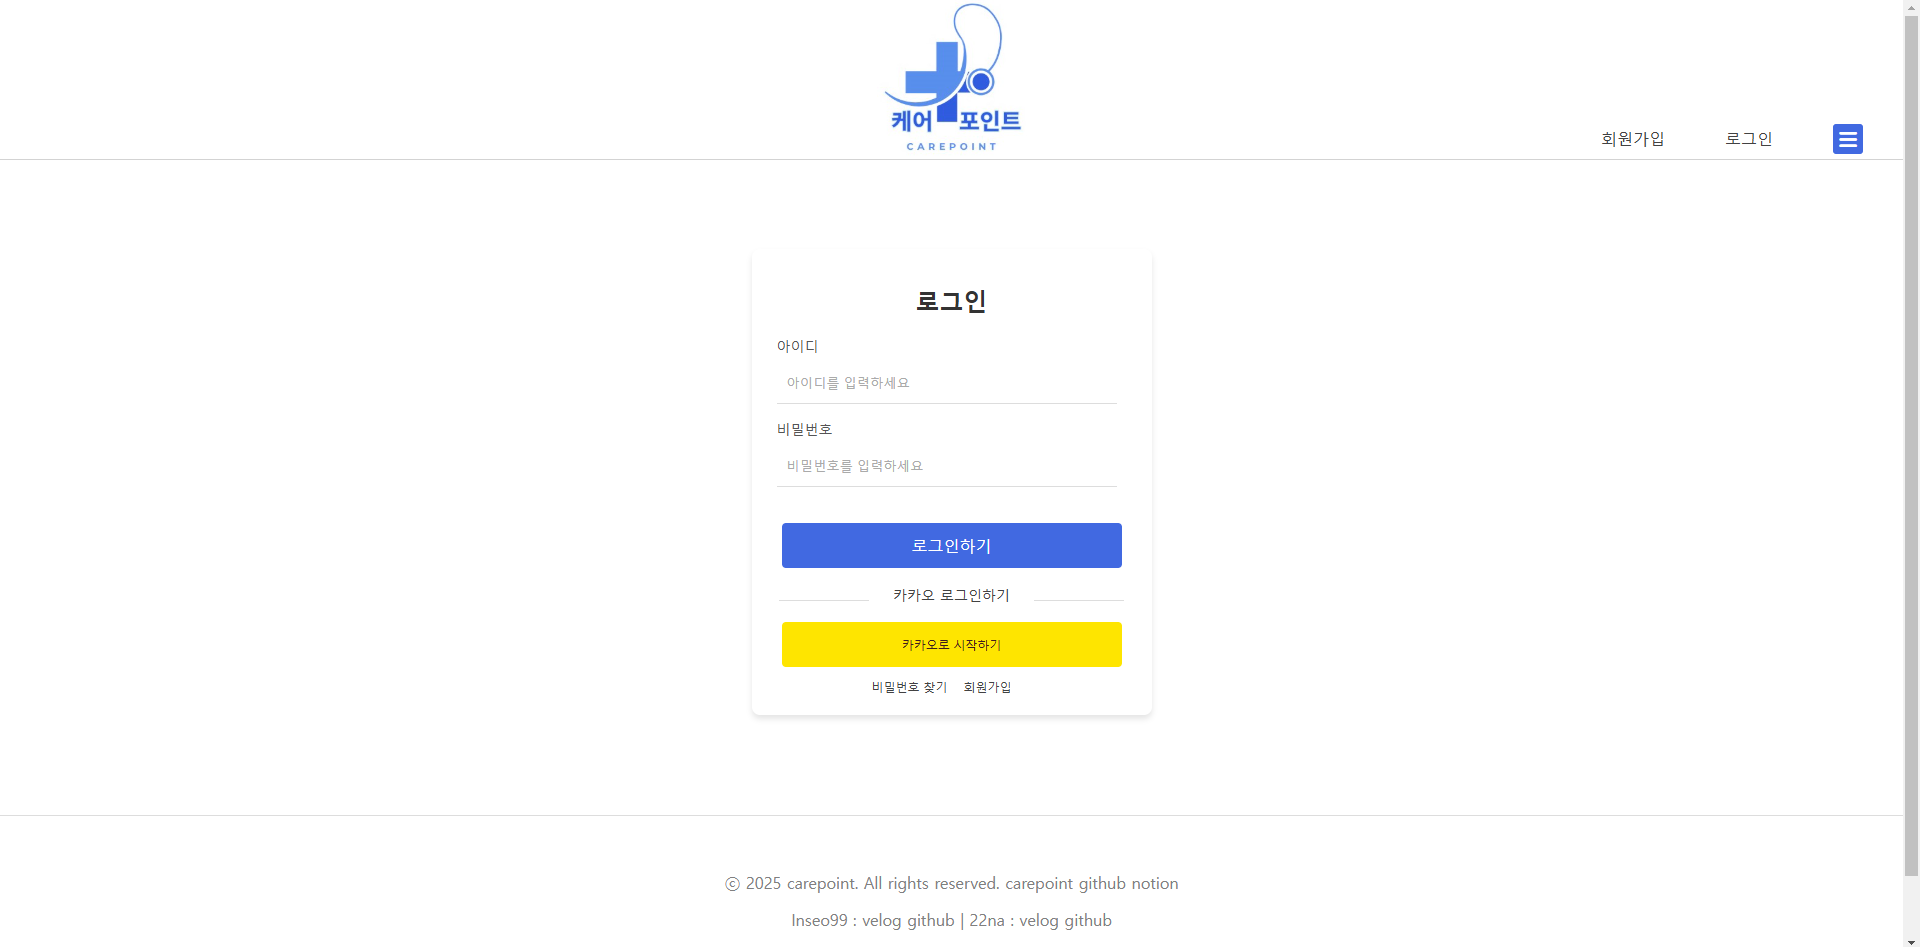 케어 포인트
CAREPOINT
회원가입 로그인
로그인
아이디
아이디를 입력하세요
비밀번호
비밀번호를 입력하세요
로그인하기
카카오 로그인하기
카카오로 시작하기
비밀번호 찾기 회원가입
ⓒ 2025 carepoint. All rights reserved. carepoint github notion
Inseo99 : velog github | 22na : velog github